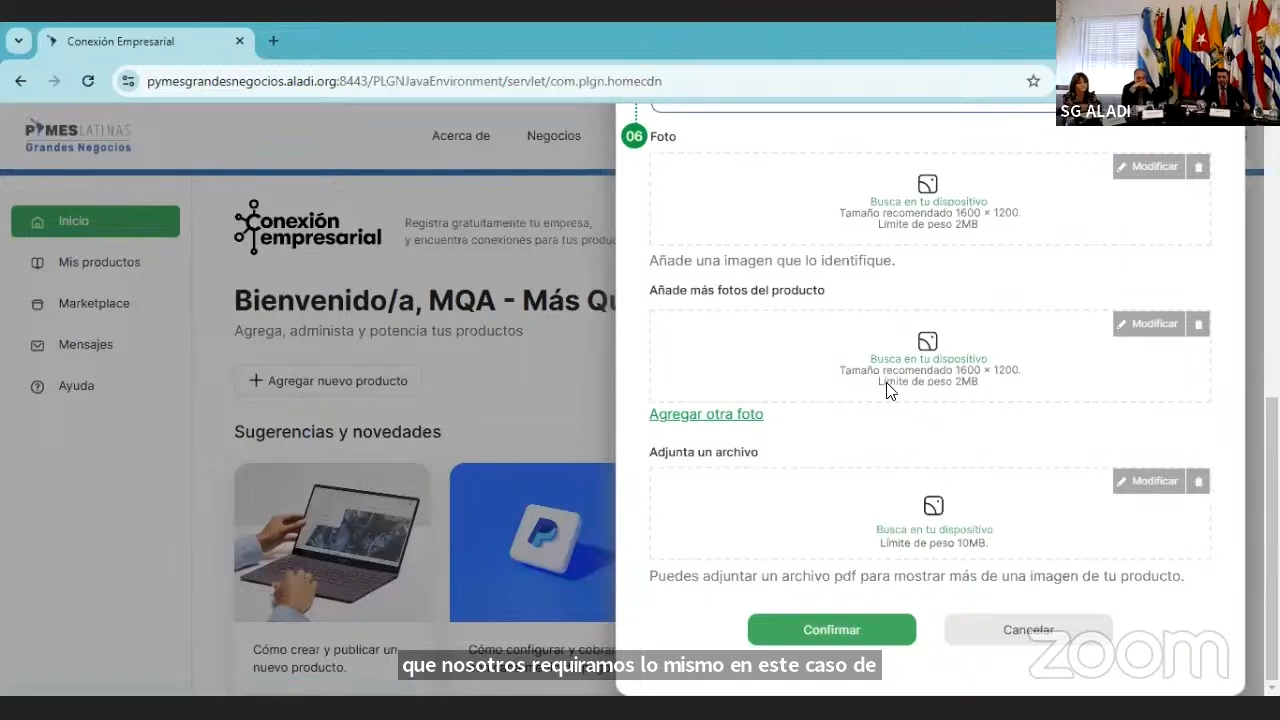 Conexión Empresarial
pymesgrandesnegocios.aladi.org:8443/PLGNJavaEnvironment/servlet/com.plgn.homecdn
SG ALADI
PYMESLATINAS
Grandes Negocios
Acerca de
Negocios
Inicio
Mis productos
Marketplace
Mensajes
Ayuda
Conexión
empresarial
Registra gratuitamente tu empresa,
y encuentra conexiones para tus produc
Bienvenido/a, MQA - Más Qu
Agrega, administa y potencia tus productos
Agregar nuevo producto
Sugerencias y novedades
Cómo crear y publicar un
nuevo producto.
Cómo configurar y cobrar
06 Foto
Modificar
Busca en tu dispositivo
Tamaño recomendado 1600 × 1200.
Límite de peso 2MB
Añade una imagen que lo identifique.
Añade más fotos del producto
Modificar
Busca en tu dispositivo
Tamaño recomendado 1600 × 1200.
Límite de peso 2MB
Agregar otra foto
Adjunta un archivo
Modificar
Busca en tu dispositivo
Límite de peso 10MB.
Puedes adjuntar un archivo pdf para mostrar más de una imagen de tu producto.
Confirmar
Cancelar
zoom
que nosotros requiramos lo mismo en este caso de